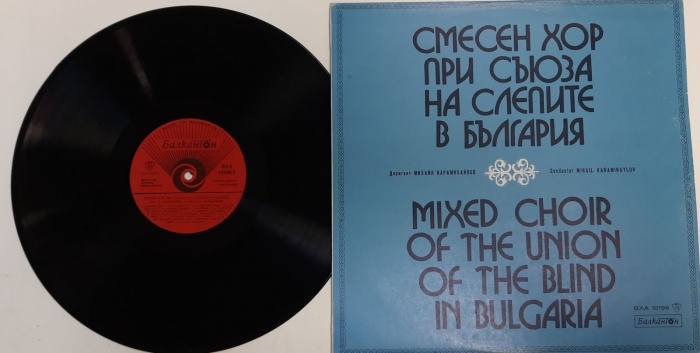 Балкантон
СМЕСЕН ХОР
ПРИ СЪЮЗА
НА СЛЕПИТЕ
В БЪЛГАРИЯ
Диригент МИХАИЛ КАРАМИХАЙЛОВ
Conductor MIHAIL KARAMIHAYLOV
MIXED CHOIR
OF THE UNION
OF THE BLIND
IN BULGARIA
ВХА 10196
Балкантон